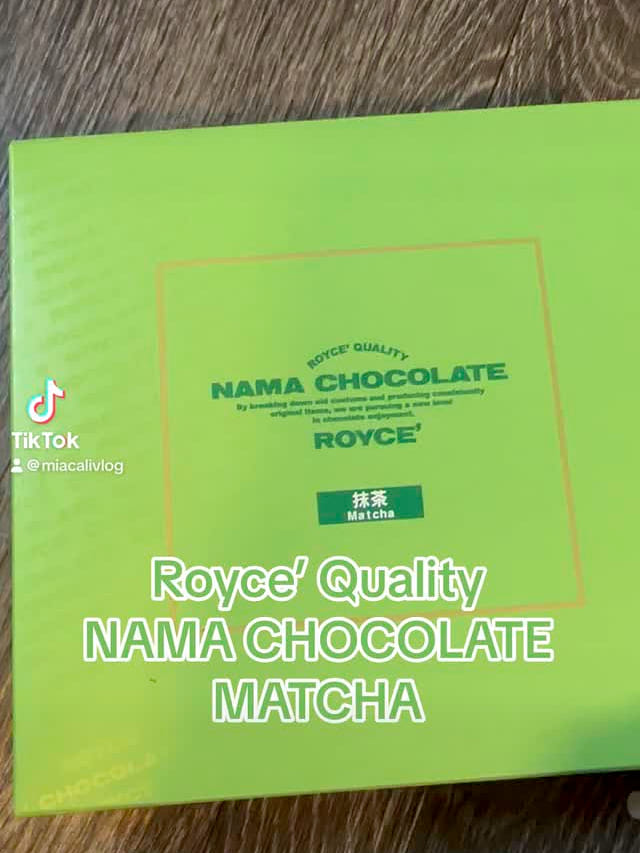 ROYCE' QUALITY
NAMA CHOCOLATE
By breaking down old customs and producing consistently
original items, we are pursuing a new level
in chocolate enjoyment.
ROYCE'
抹茶
Matcha
TikTok
@miacalivlog
Royce' Quality
NAMA CHOCOLATE
MATCHA
CHOCOLA